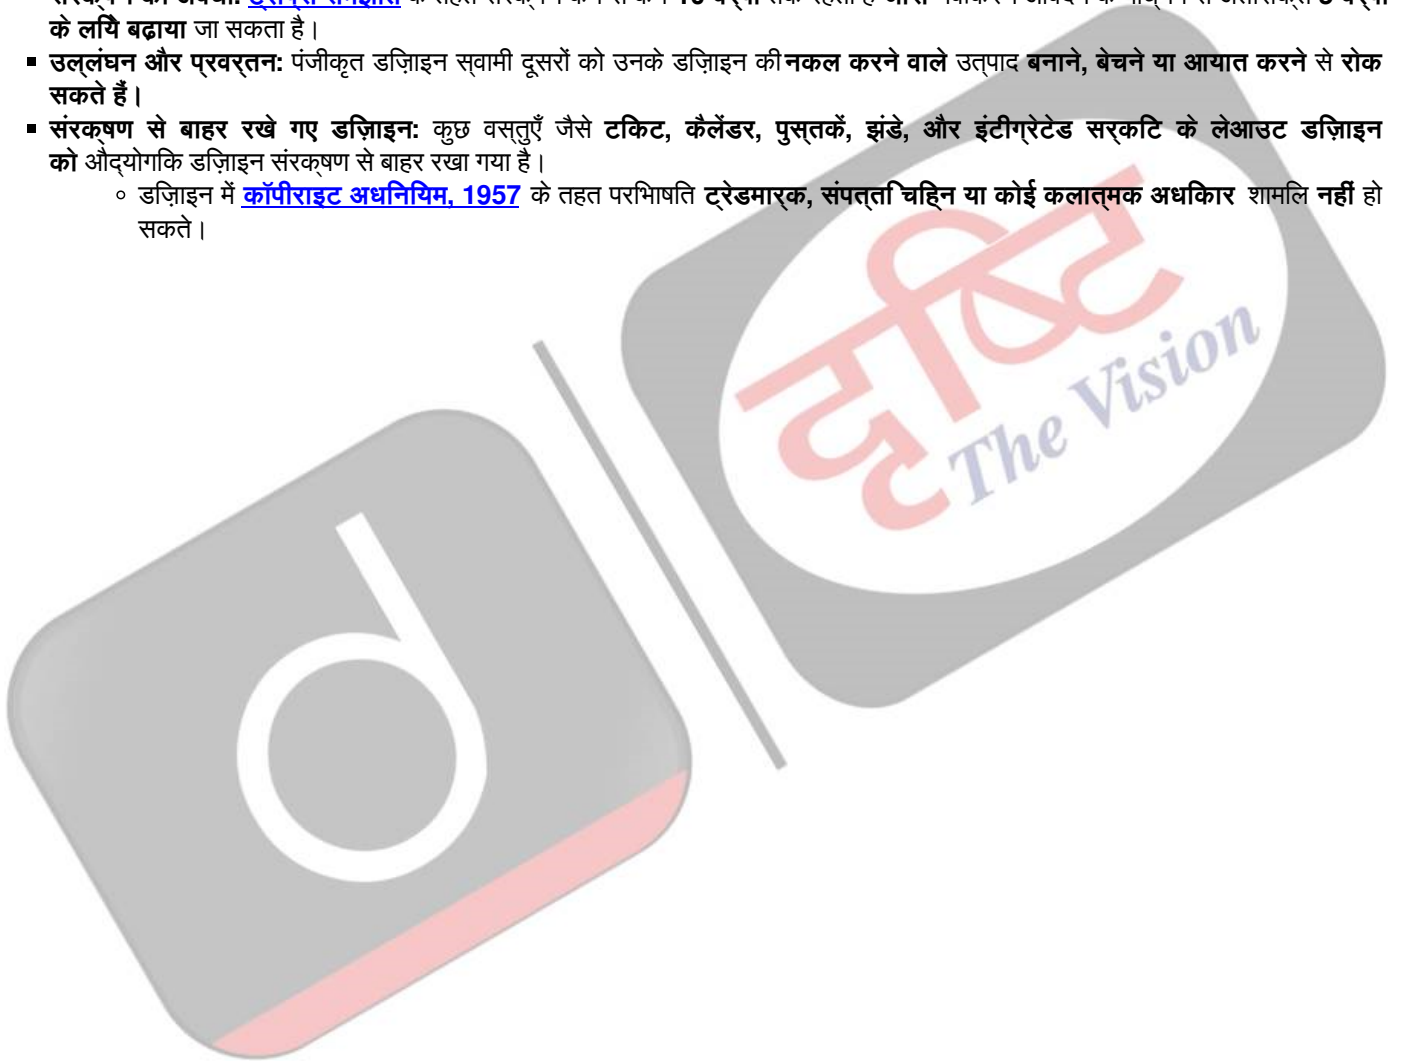 के लिये बढ़ाया जा सकता है।
▪ उल्लंघन और प्रवर्तन: पंजीकृत डिज़ाइन स्वामी दूसरों को उनके डिज़ाइन की नकल करने वाले उत्पाद बनाने, बेचने या आयात करने से रोक
सकते हैं।
▪ संरक्षण से बाहर रखे गए डिज़ाइन: कुछ वस्तुएँ जैसे टिकट, कैलेंडर, पुस्तकें, झंडे, और इंटीग्रेटेड सर्किट के लेआउट डिज़ाइन
को औद्योगिक डिज़ाइन संरक्षण से बाहर रखा गया है।
○ डिज़ाइन में कॉपीराइट अधिनियम, 1957 के तहत परिभाषित ट्रेडमार्क, संपत्ति चिह्न या कोई कलात्मक अधिकार शामिल नहीं हो
सकते।
दृष्टि
The Vision
d